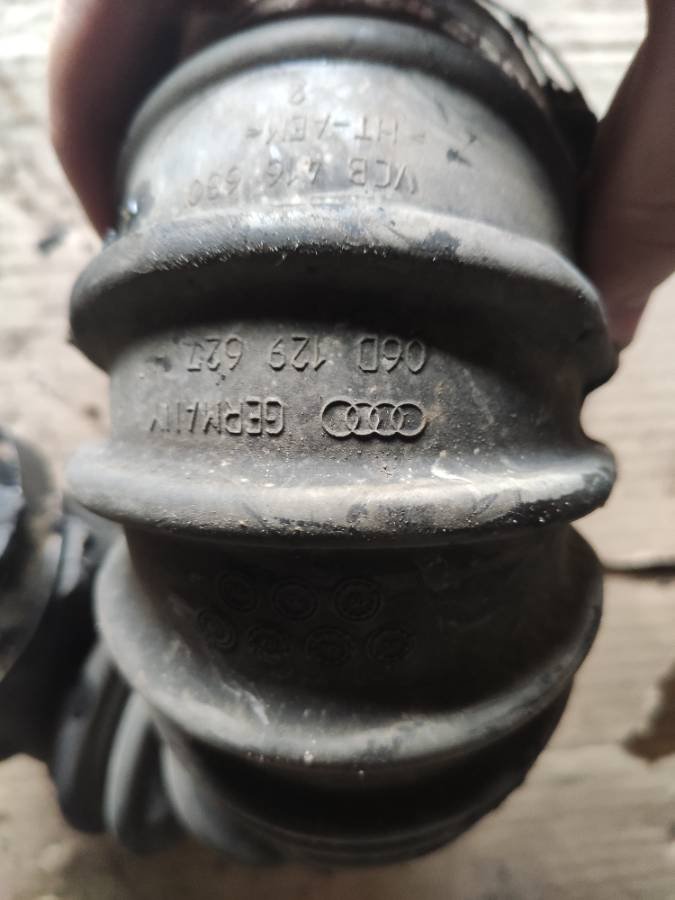 GERMANY
06D 129 627
VCB 416 630
>HT-AEM<
2